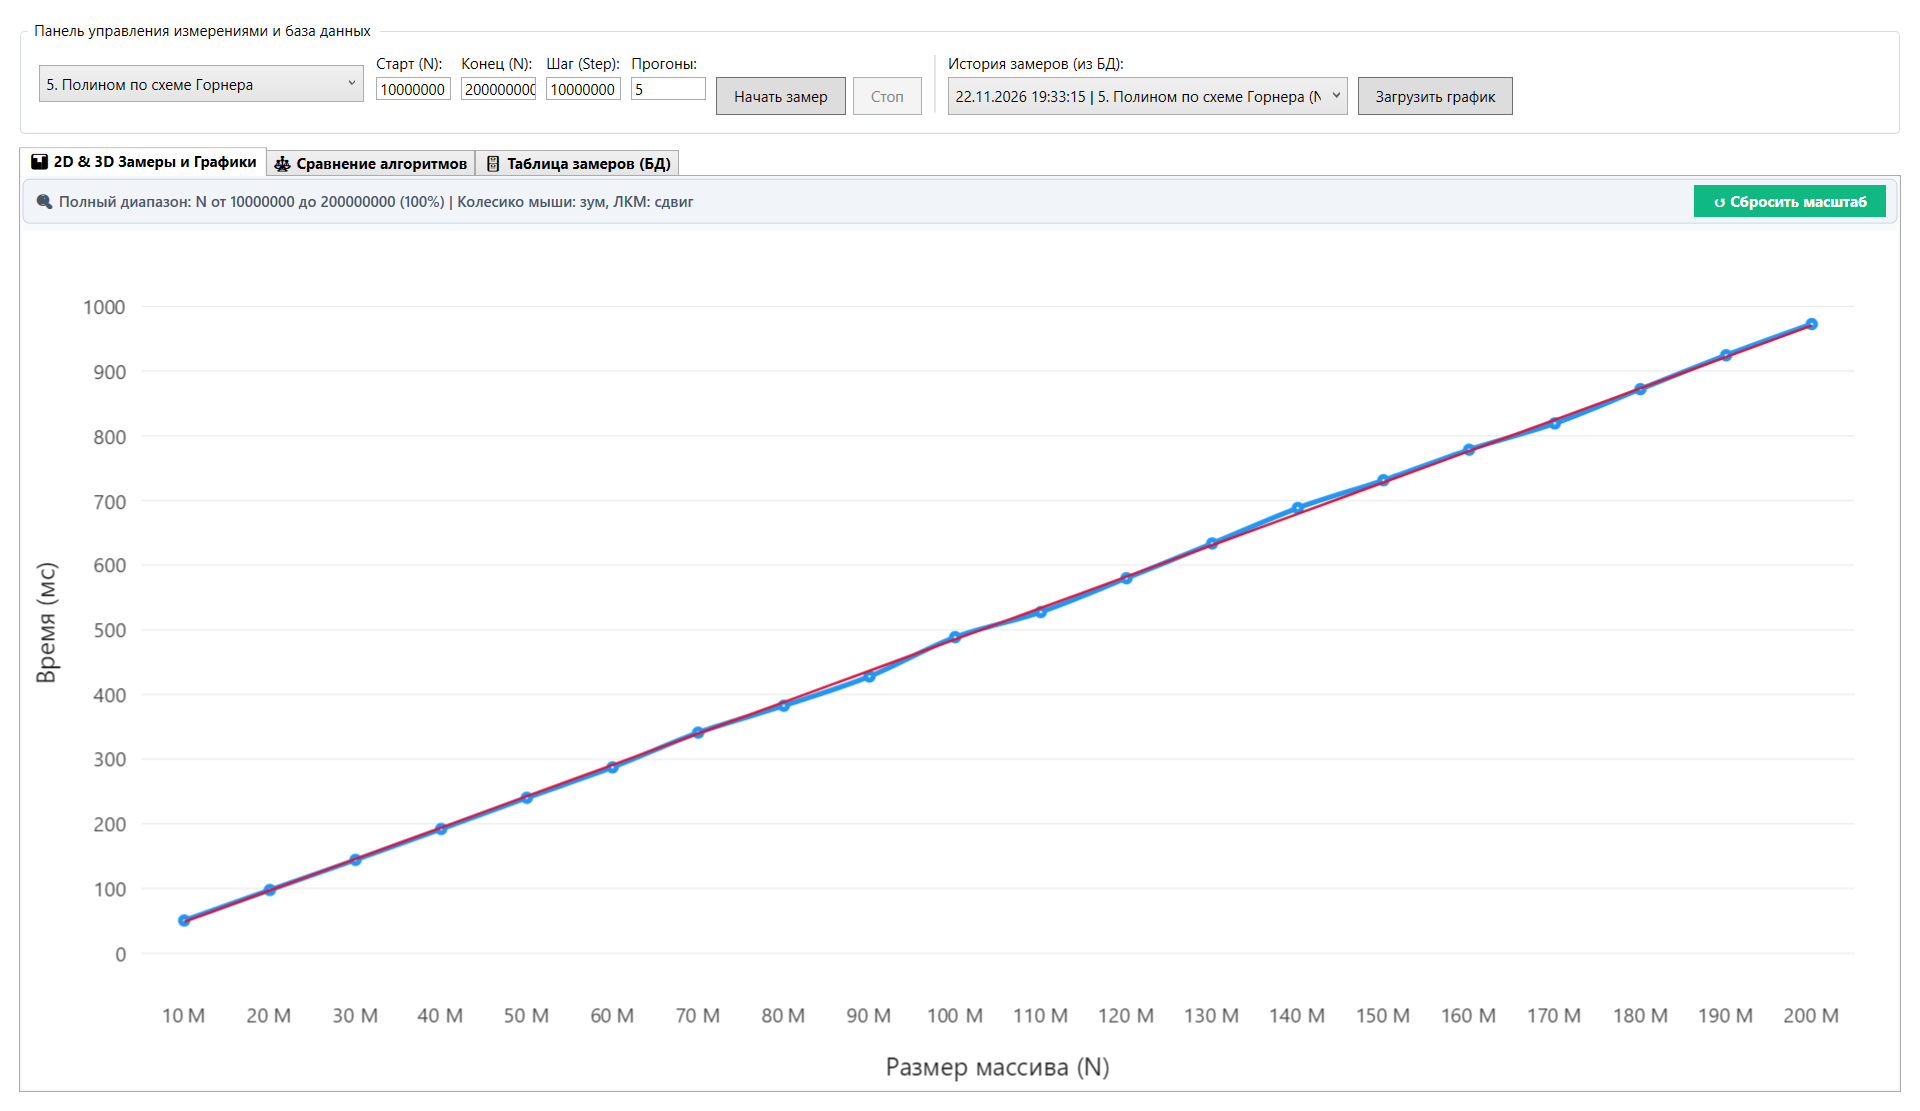 Панель управления измерениями и база данных
5. Полином по схеме Горнера
Старт (N):
10000000
Конец (N):
200000000
Шаг (Step):
10000000
Прогоны:
5
Начать замер
Стоп
История замеров (из БД):
22.11.2026 19:33:15 | 5. Полином по схеме Горнера (N
Загрузить график
2D & 3D Замеры и Графики
Сравнение алгоритмов
Таблица замеров (БД)
Полный диапазон: N от 10000000 до 200000000 (100%) | Колесико мыши: зум, ЛКМ: сдвиг
↺ Сбросить масштаб
1000
900
800
700
600
500
400
300
200
100
0
Время (мс)
10 M
20 M
30 M
40 M
50 M
60 M
70 M
80 M
90 M
100 M
110 M
120 M
130 M
140 M
150 M
160 M
170 M
180 M
190 M
200 M
Размер массива (N)